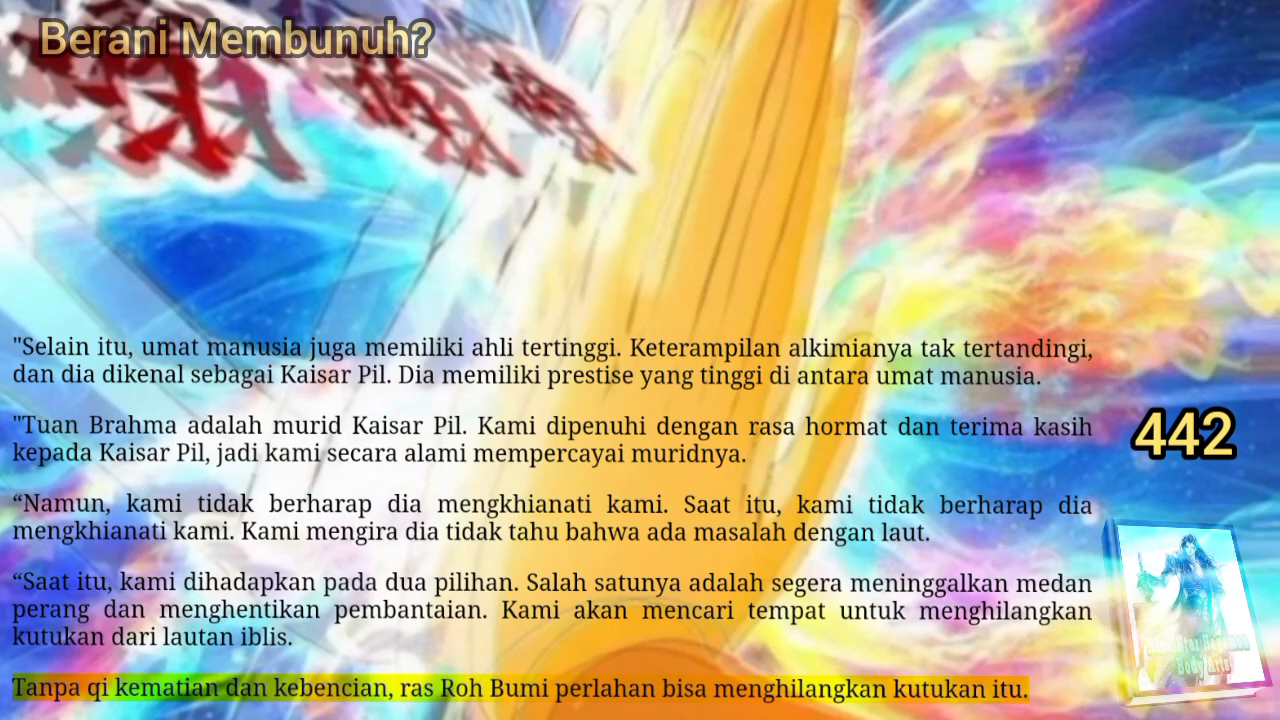 Berani Membunuh?
"Selain itu, umat manusia juga memiliki ahli tertinggi. Keterampilan alkimianya tak tertandingi,
dan dia dikenal sebagai Kaisar Pil. Dia memiliki prestise yang tinggi di antara umat manusia.
"Tuan Brahma adalah murid Kaisar Pil. Kami dipenuhi dengan rasa hormat dan terima kasih
kepada Kaisar Pil, jadi kami secara alami mempercayai muridnya.
442
“Namun, kami tidak berharap dia mengkhianati kami. Saat itu, kami tidak berharap dia
mengkhianati kami. Kami mengira dia tidak tahu bahwa ada masalah dengan laut.
“Saat itu, kami dihadapkan pada dua pilihan. Salah satunya adalah segera meninggalkan medan
perang dan menghentikan pembantaian. Kami akan mencari tempat untuk menghilangkan
kutukan dari lautan iblis.
Star Hegemon
Body Arts
Tanpa qi kematian dan kebencian, ras Roh Bumi perlahan bisa menghilangkan kutukan itu.